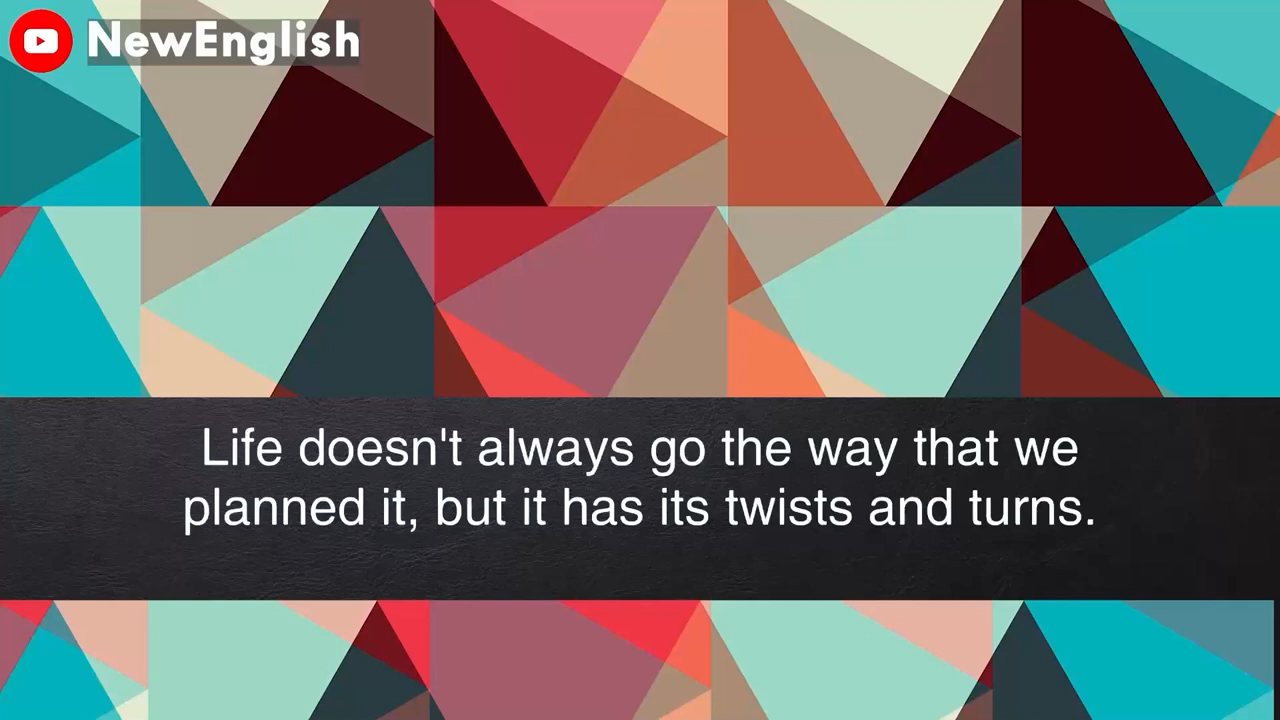 NewEnglish
Life doesn't always go the way that we
planned it, but it has its twists and turns.